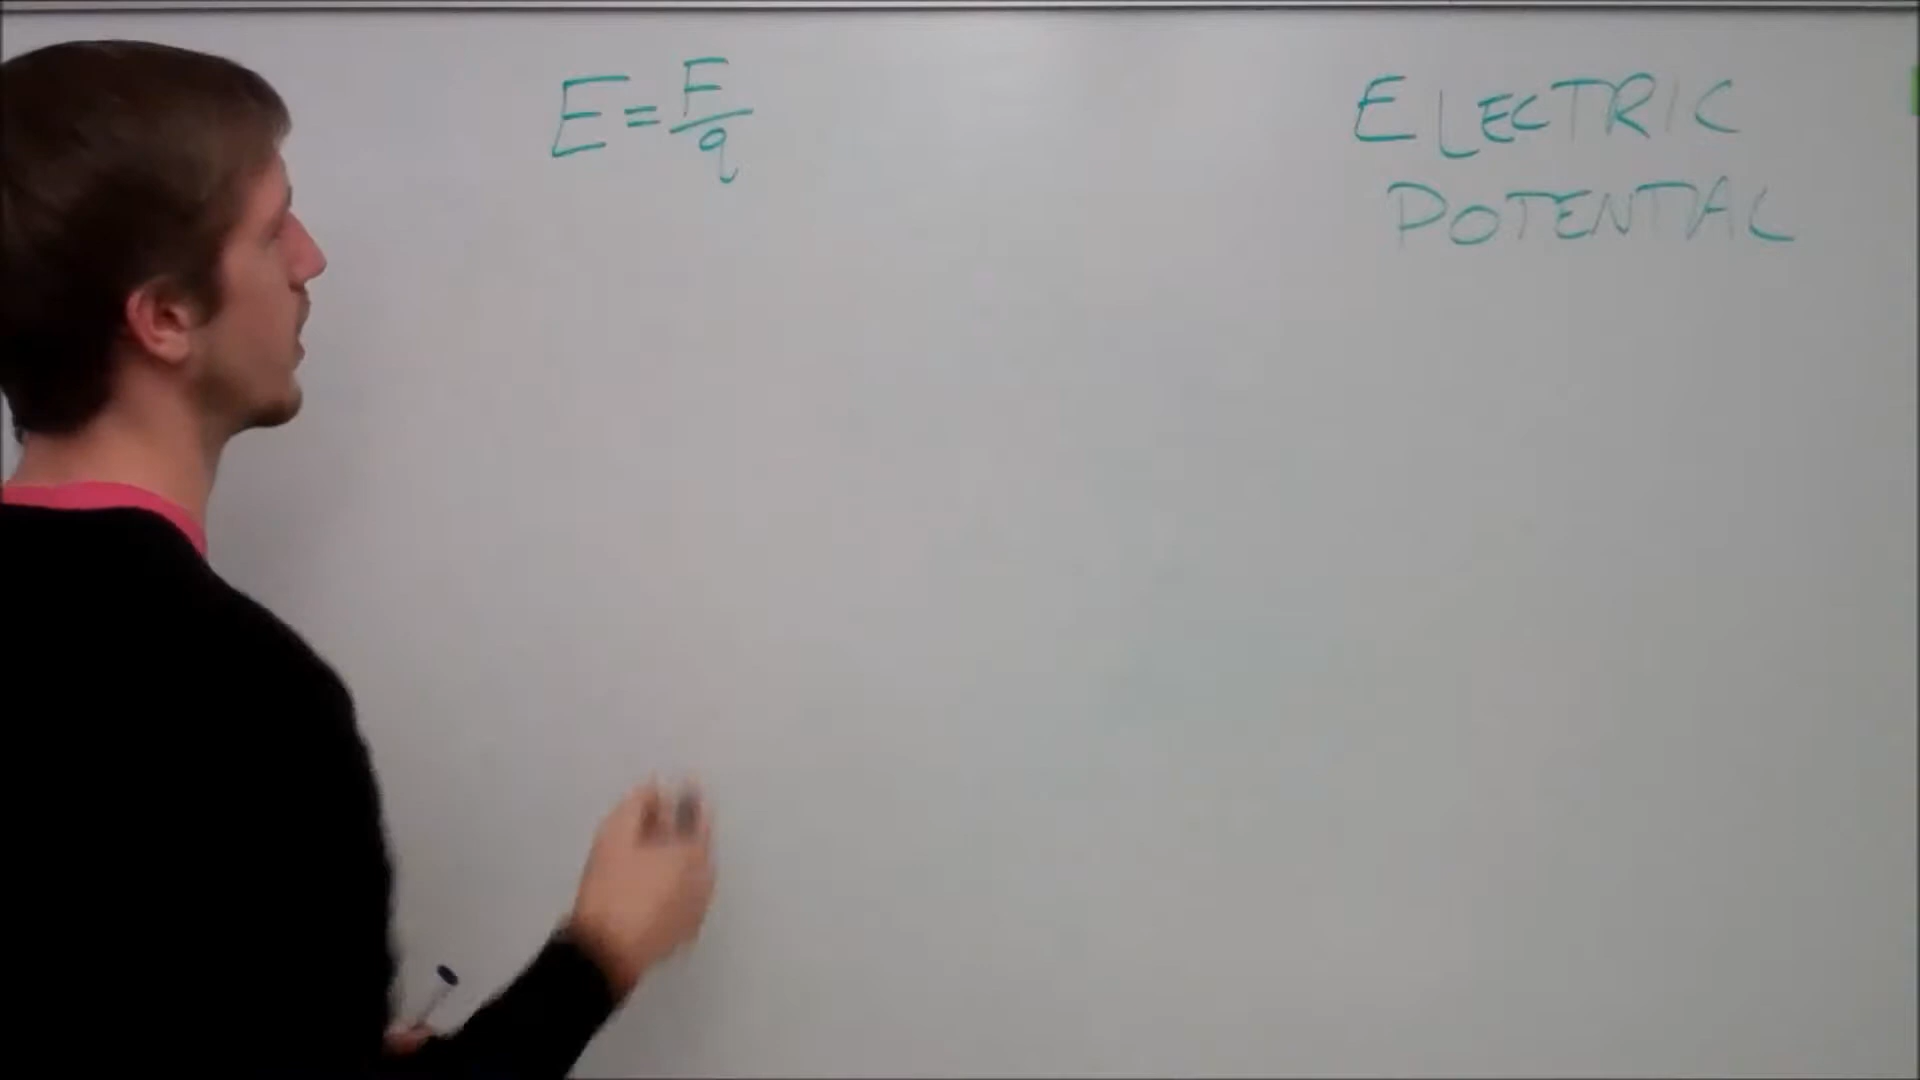 E = F/q
ELECTRIC
POTENTIAL